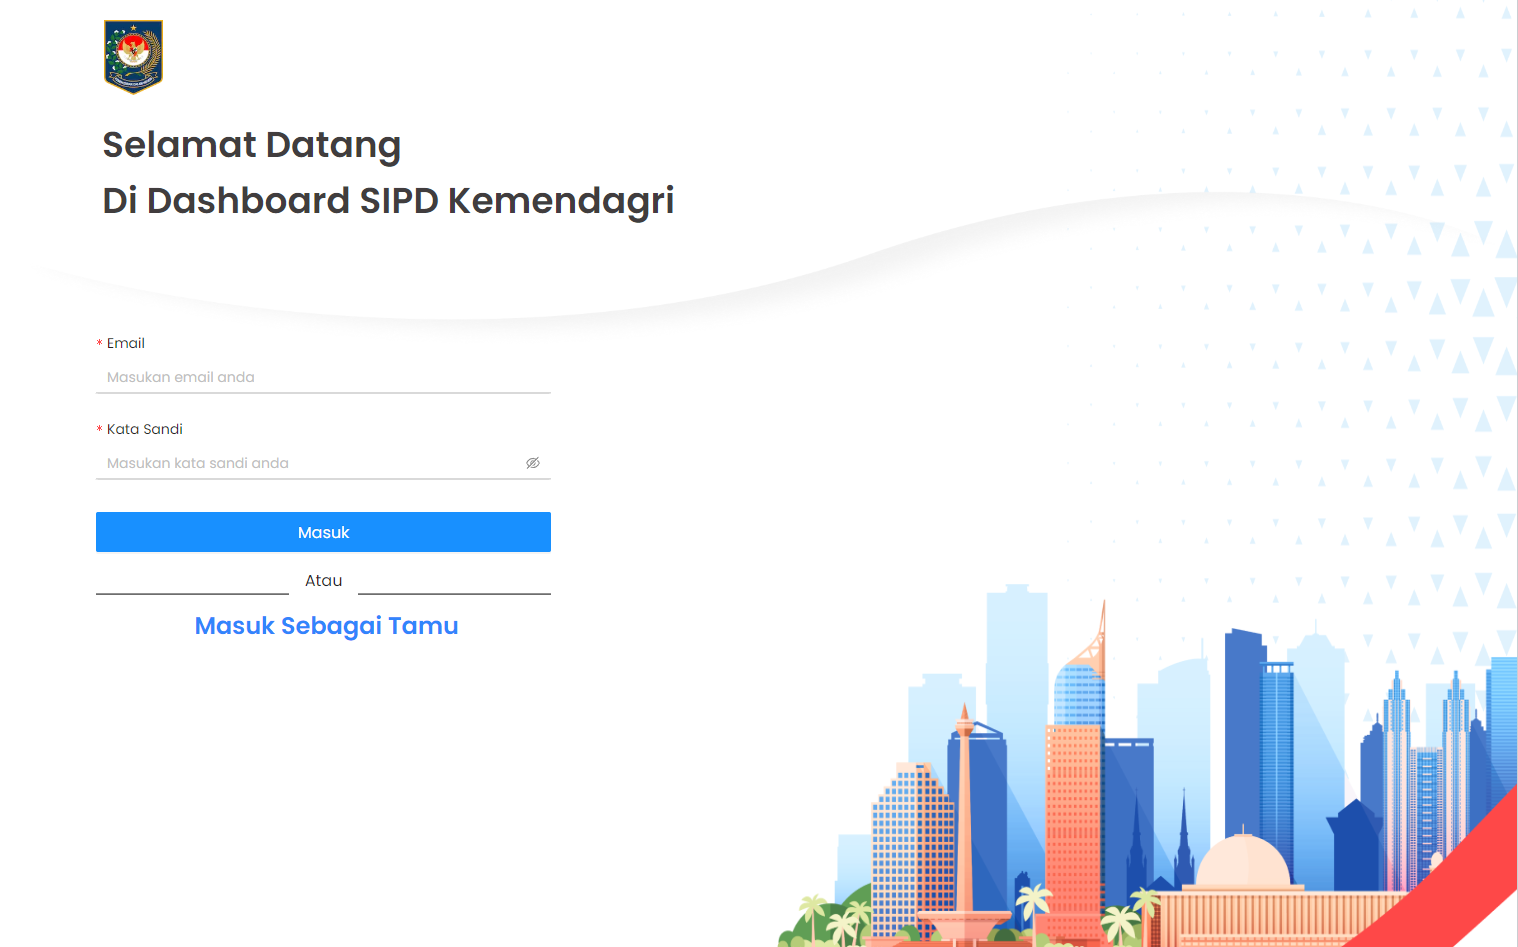 Selamat Datang
Di Dashboard SIPD Kemendagri
* Email
Masukan email anda
* Kata Sandi
Masukan kata sandi anda
Masuk
Atau
Masuk Sebagai Tamu